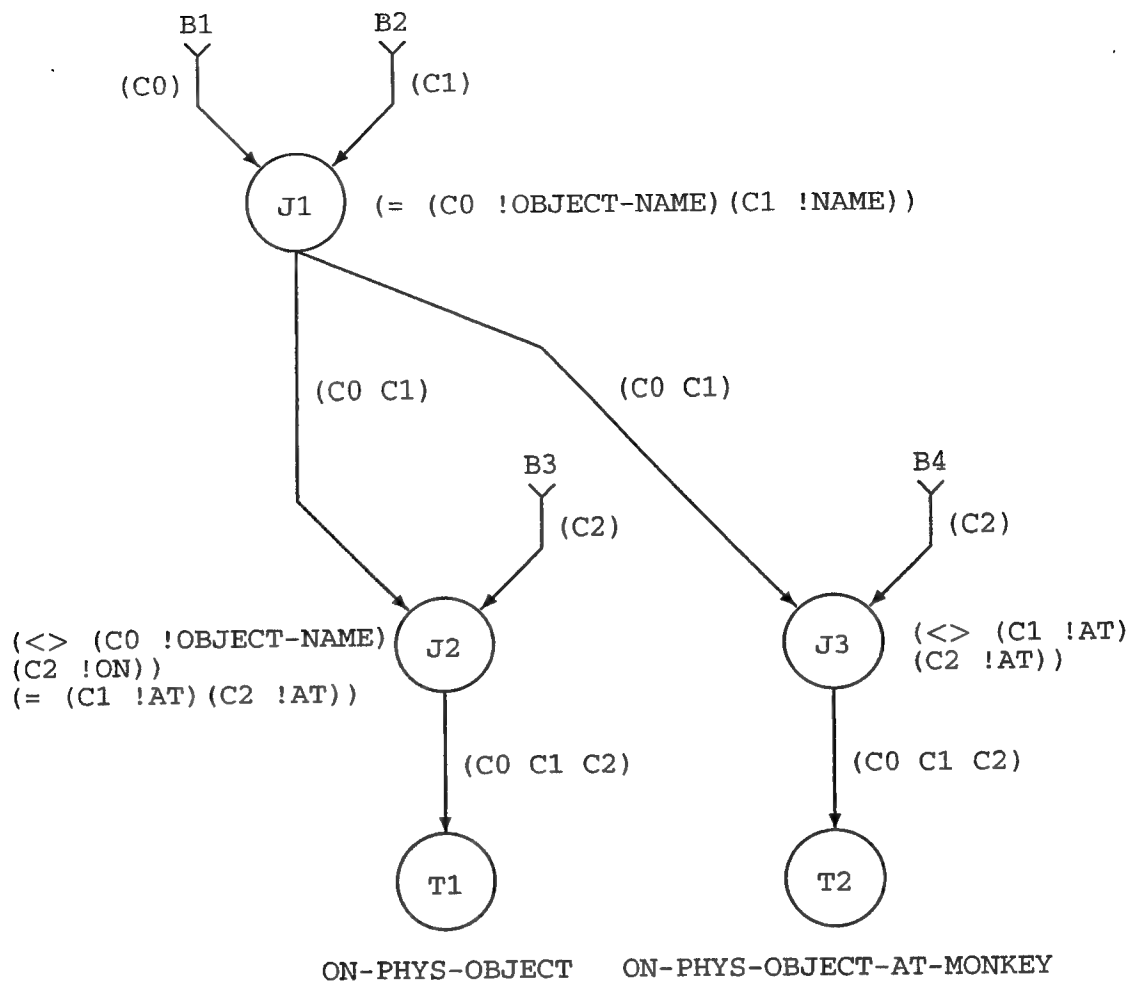 B1
B2
(C0)
(C1)
J1
(= (C0 !OBJECT-NAME)(C1 !NAME))
(C0 C1)
(C0 C1)
B3
B4
(C2)
(C2)
(<> (C0 !OBJECT-NAME)
(C2 !ON))
(= (C1 !AT)(C2 !AT))
J2
J3
(<> (C1 !AT)
(C2 !AT))
(C0 C1 C2)
(C0 C1 C2)
T1
T2
ON-PHYS-OBJECT
ON-PHYS-OBJECT-AT-MONKEY